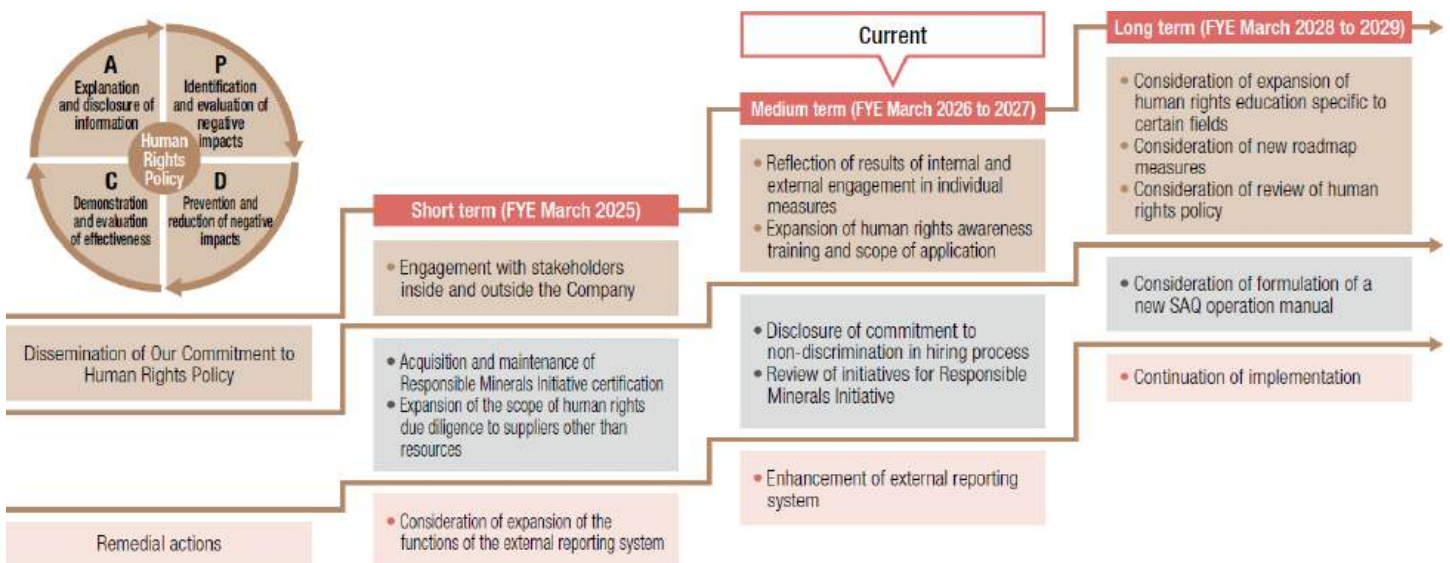 A
Explanation
and disclosure of
information
P
Identification
and evaluation of
negative
impacts
Human
Rights
Policy
C
Demonstration
and evaluation
of effectiveness
D
Prevention and
reduction of negative
impacts
Dissemination of Our Commitment to
Human Rights Policy
Remedial actions
Short term (FYE March 2025)
• Engagement with stakeholders
inside and outside the Company
• Acquisition and maintenance of
Responsible Minerals Initiative certification
• Expansion of the scope of human rights
due diligence to suppliers other than
resources
• Consideration of expansion of the
functions of the external reporting system
Current
Medium term (FYE March 2026 to 2027)
• Reflection of results of internal and
external engagement in individual
measures
• Expansion of human rights awareness
training and scope of application
• Disclosure of commitment to
non-discrimination in hiring process
• Review of initiatives for Responsible
Minerals Initiative
• Enhancement of external reporting
system
Long term (FYE March 2028 to 2029)
• Consideration of expansion of
human rights education specific to
certain fields
• Consideration of new roadmap
measures
• Consideration of review of human
rights policy
• Consideration of formulation of a
new SAQ operation manual
• Continuation of implementation